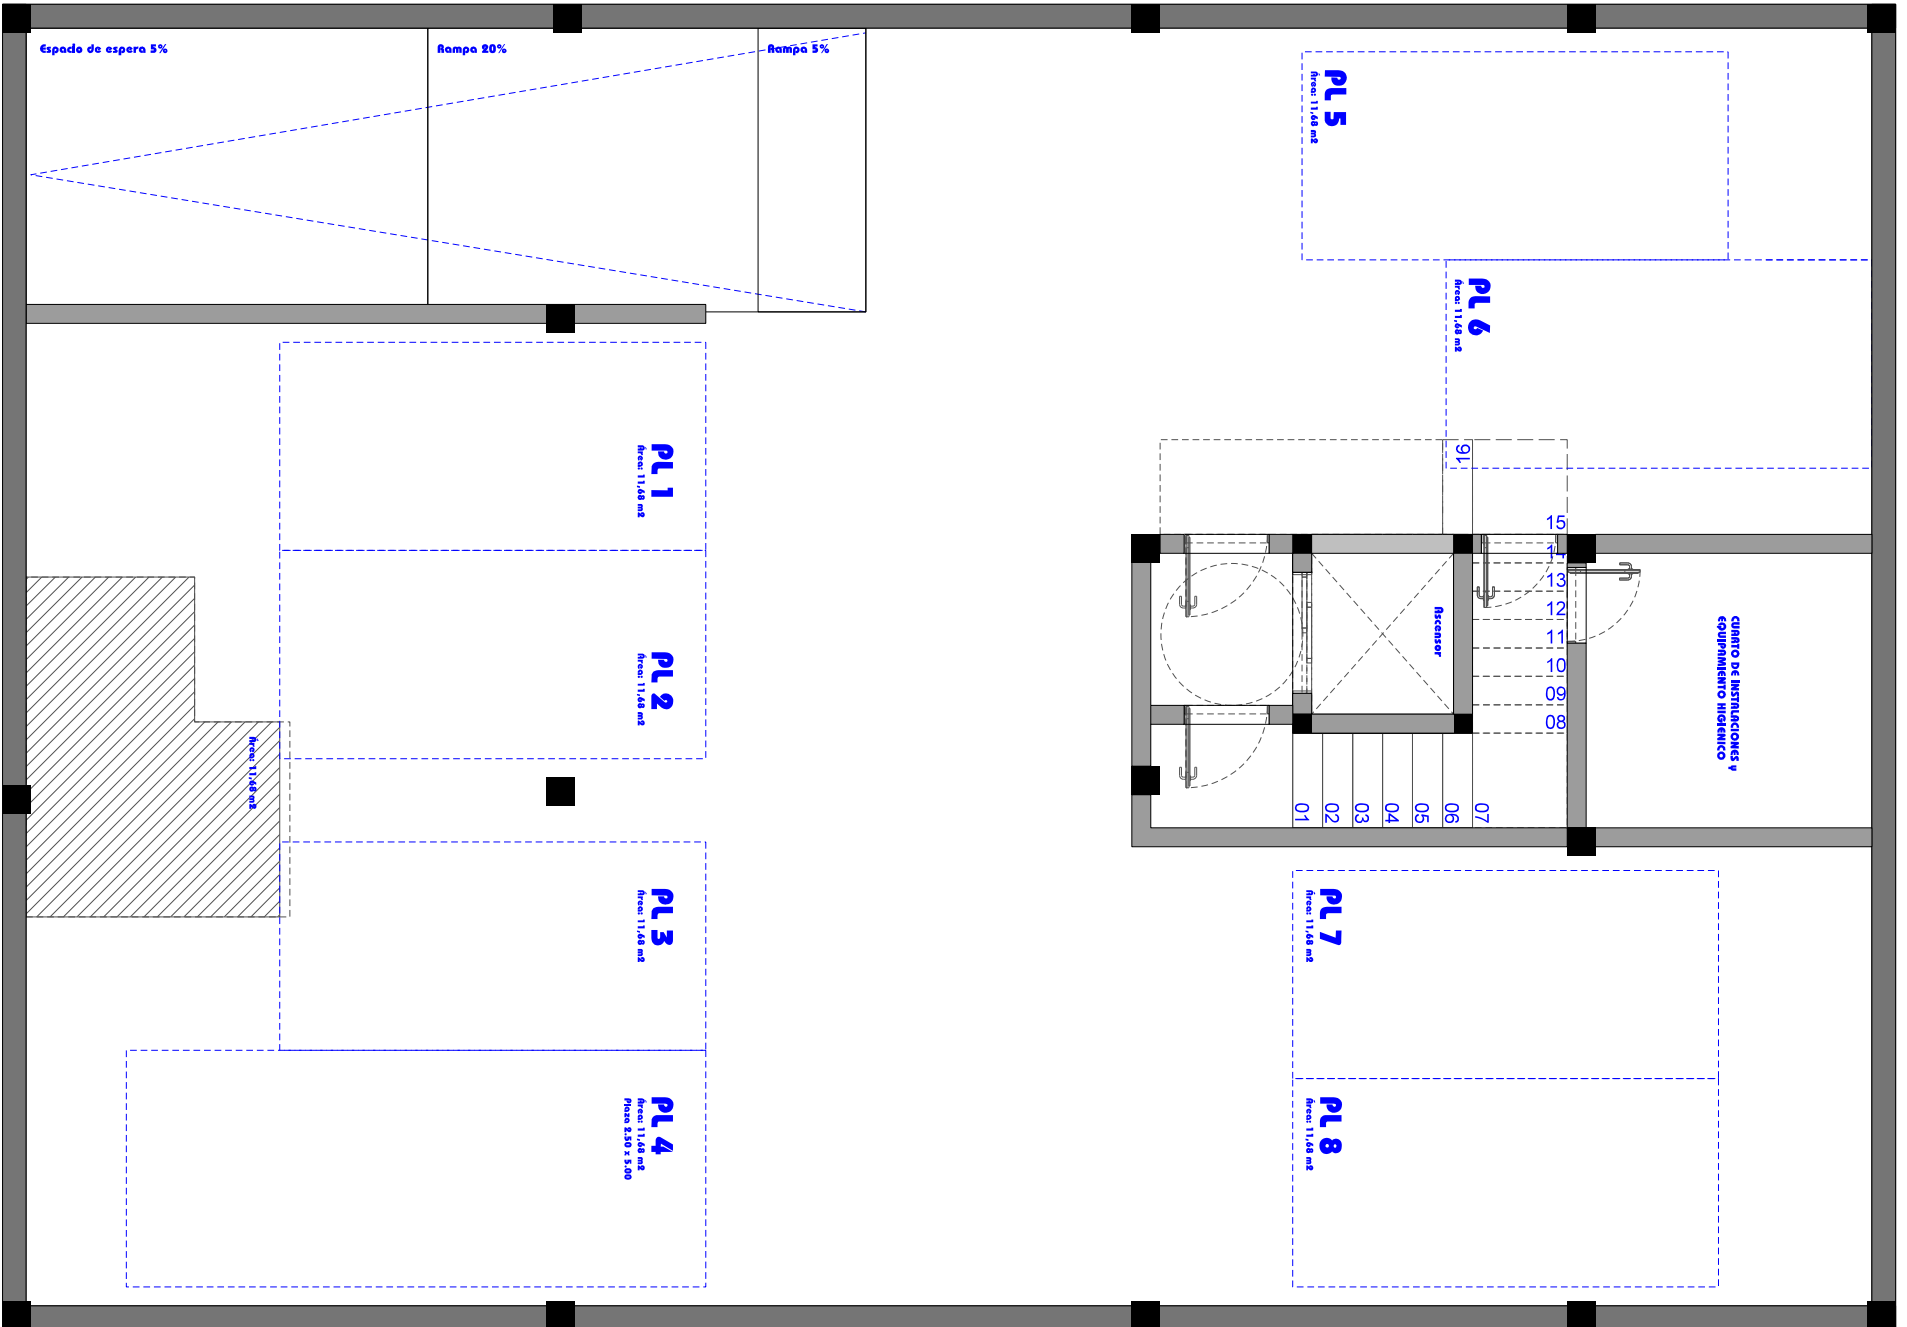 Espacio de espera 5%
Rampa 20%
Rampa 5%
PL 5
Área: 11,68 m2
PL 6
Área: 11,68 m2
PL 1
Área: 11,68 m2
PL 2
Área: 11,68 m2
Área: 11,68 m2
PL 3
Área: 11,68 m2
PL 4
Área: 11,68 m2
Plaza 2.50 x 5.00
16
15
14
13
12
11
10
09
08
07
06
05
04
03
02
01
Ascensor
CUARTO DE INSTALACIONES y
EQUIPAMIENTO HIGIENICO
PL 7
Área: 11,68 m2
PL 8
Área: 11,68 m2